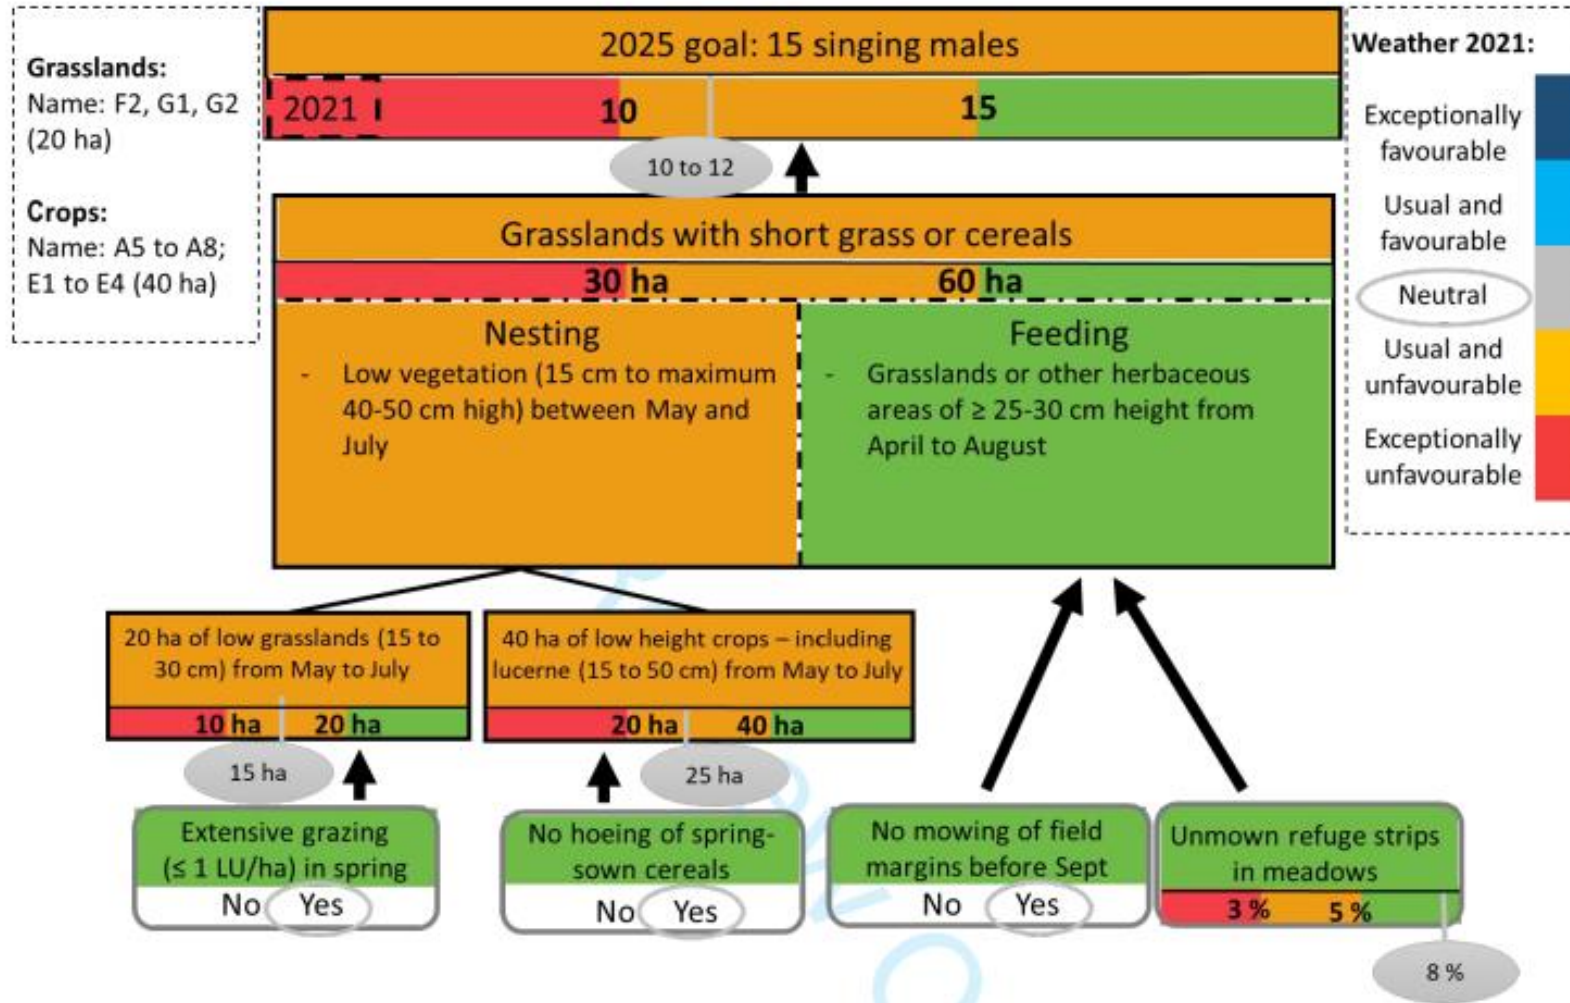 Grasslands:
Name: F2, G1, G2
(20 ha)
Crops:
Name: A5 to A8;
E1 to E4 (40 ha)
2025 goal: 15 singing males
2021
10
15
10 to 12
Grasslands with short grass or cereals
30 ha
60 ha
Nesting
- Low vegetation (15 cm to maximum
40-50 cm high) between May and
July
Feeding
- Grasslands or other herbaceous
areas of ≥ 25-30 cm height from
April to August
Weather 2021:
Exceptionally
favourable
Usual and
favourable
Neutral
Usual and
unfavourable
Exceptionally
unfavourable
20 ha of low grasslands (15 to
30 cm) from May to July
10 ha
20 ha
15 ha
40 ha of low height crops – including
lucerne (15 to 50 cm) from May to July
20 ha
40 ha
25 ha
Extensive grazing
(≤ 1 LU/ha) in spring
No Yes
No hoeing of spring-
sown cereals
No Yes
No mowing of field
margins before Sept
No Yes
Unmown refuge strips
in meadows
3 %
5 %
8 %